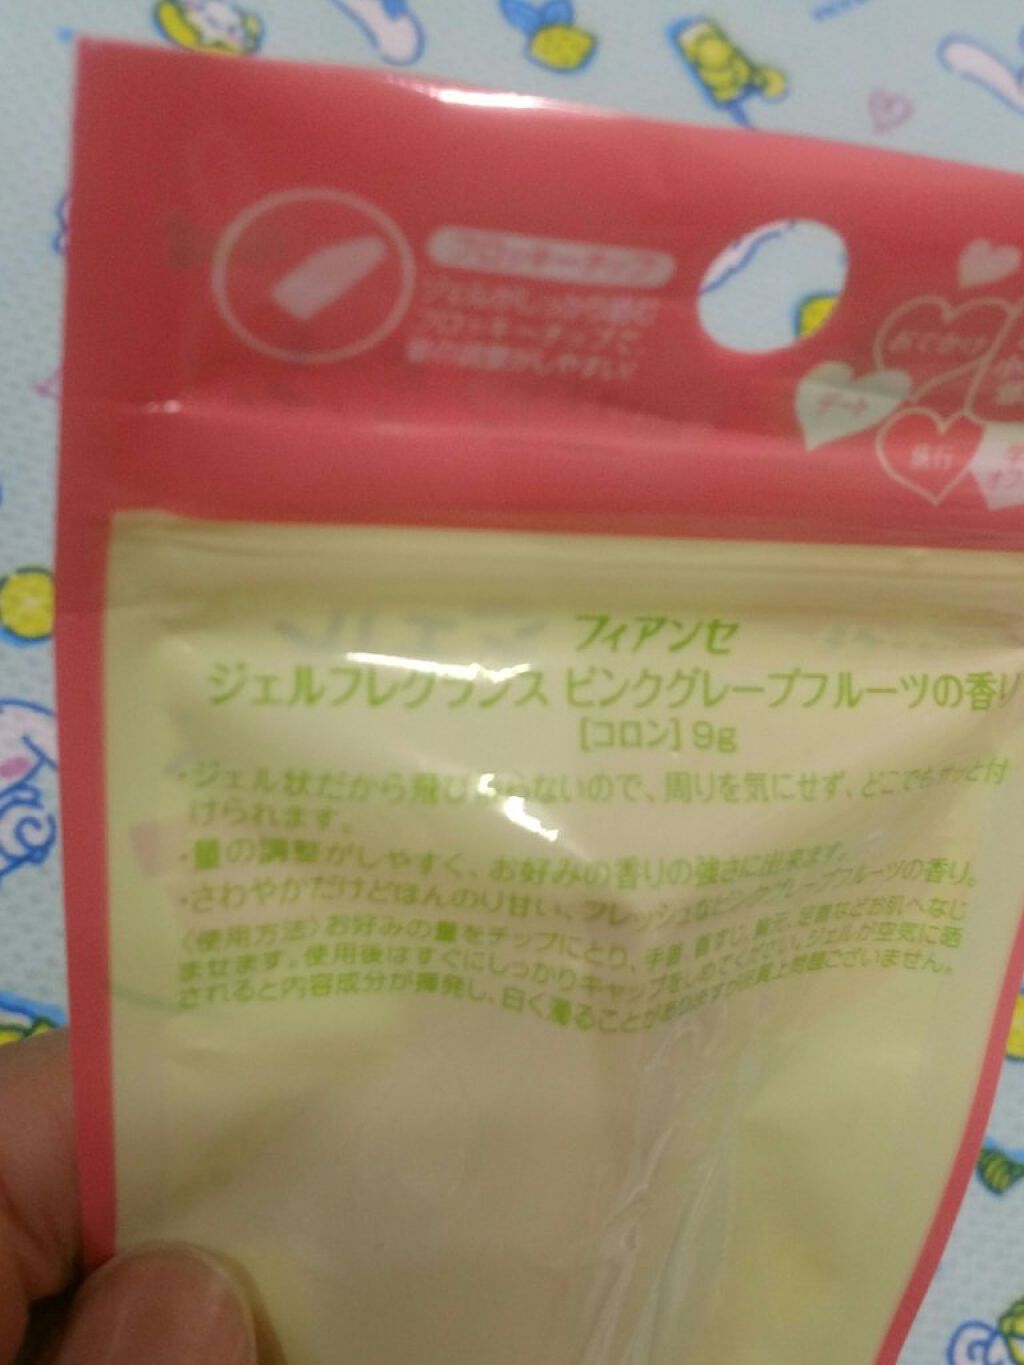 ジェルがしっかり絡む
フロッキーチップで
香り調整がしやすい!!
おでかけ
デート
旅行
フィアンセ
ジェルフレグランス ピンクグレープフルーツの香り
[コロン] 9g
・ジェル状だから飛び散らないので、周りを気にせず、どこでもサッと付
けられます。
・量の調整がしやすく、お好みの香りの強さに出来ます。
・さわやかだけどほんのり甘い、フレッシュなピンクグレープフルーツの香り。
〈使用方法〉お好みの量をチップにとり、手首、首すじ、胸元、足首などお肌へなじ
ませます。使用後はすぐにしっかりキャップをしめてください。ジェルが空気に晒
されると内容成分が揮発し、白く濁ることがありますが品質上問題ございません。